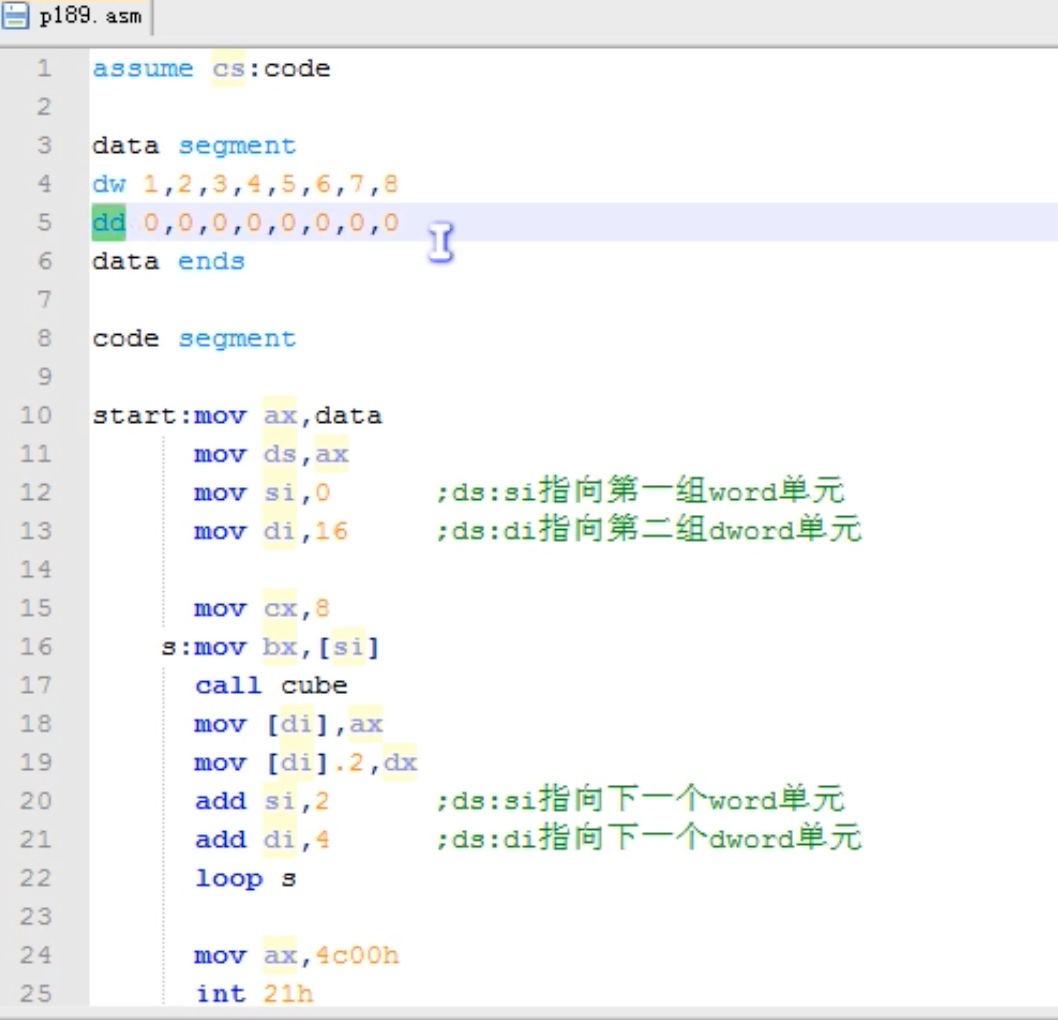 p189.asm
1 assume cs:code
2
3 data segment
4 dw 1,2,3,4,5,6,7,8
5 dd 0,0,0,0,0,0,0,0
6 data ends
7
8 code segment
9
10 start:mov ax,data
11 mov ds,ax
12 mov si,0 ;ds:si指向第一组word单元
13 mov di,16 ;ds:di指向第二组dword单元
14
15 mov cx,8
16 s:mov bx,[si]
17 call cube
18 mov [di],ax
19 mov [di].2,dx
20 add si,2 ;ds:si指向下一个word单元
21 add di,4 ;ds:di指向下一个dword单元
22 loop s
23
24 mov ax,4c00h
25 int 21h